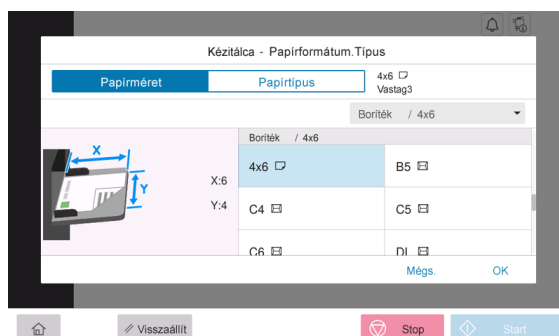 Kézitálca - Papírformátum.Típus
Papírméret
Papírtípus
4x6
Vastag3
Boríték / 4x6
Boríték / 4x6
X
Y
X:6
Y:4
4x6
B5
C4
C5
C6
DL
Mégs.
OK
Visszaállít
Stop
Start